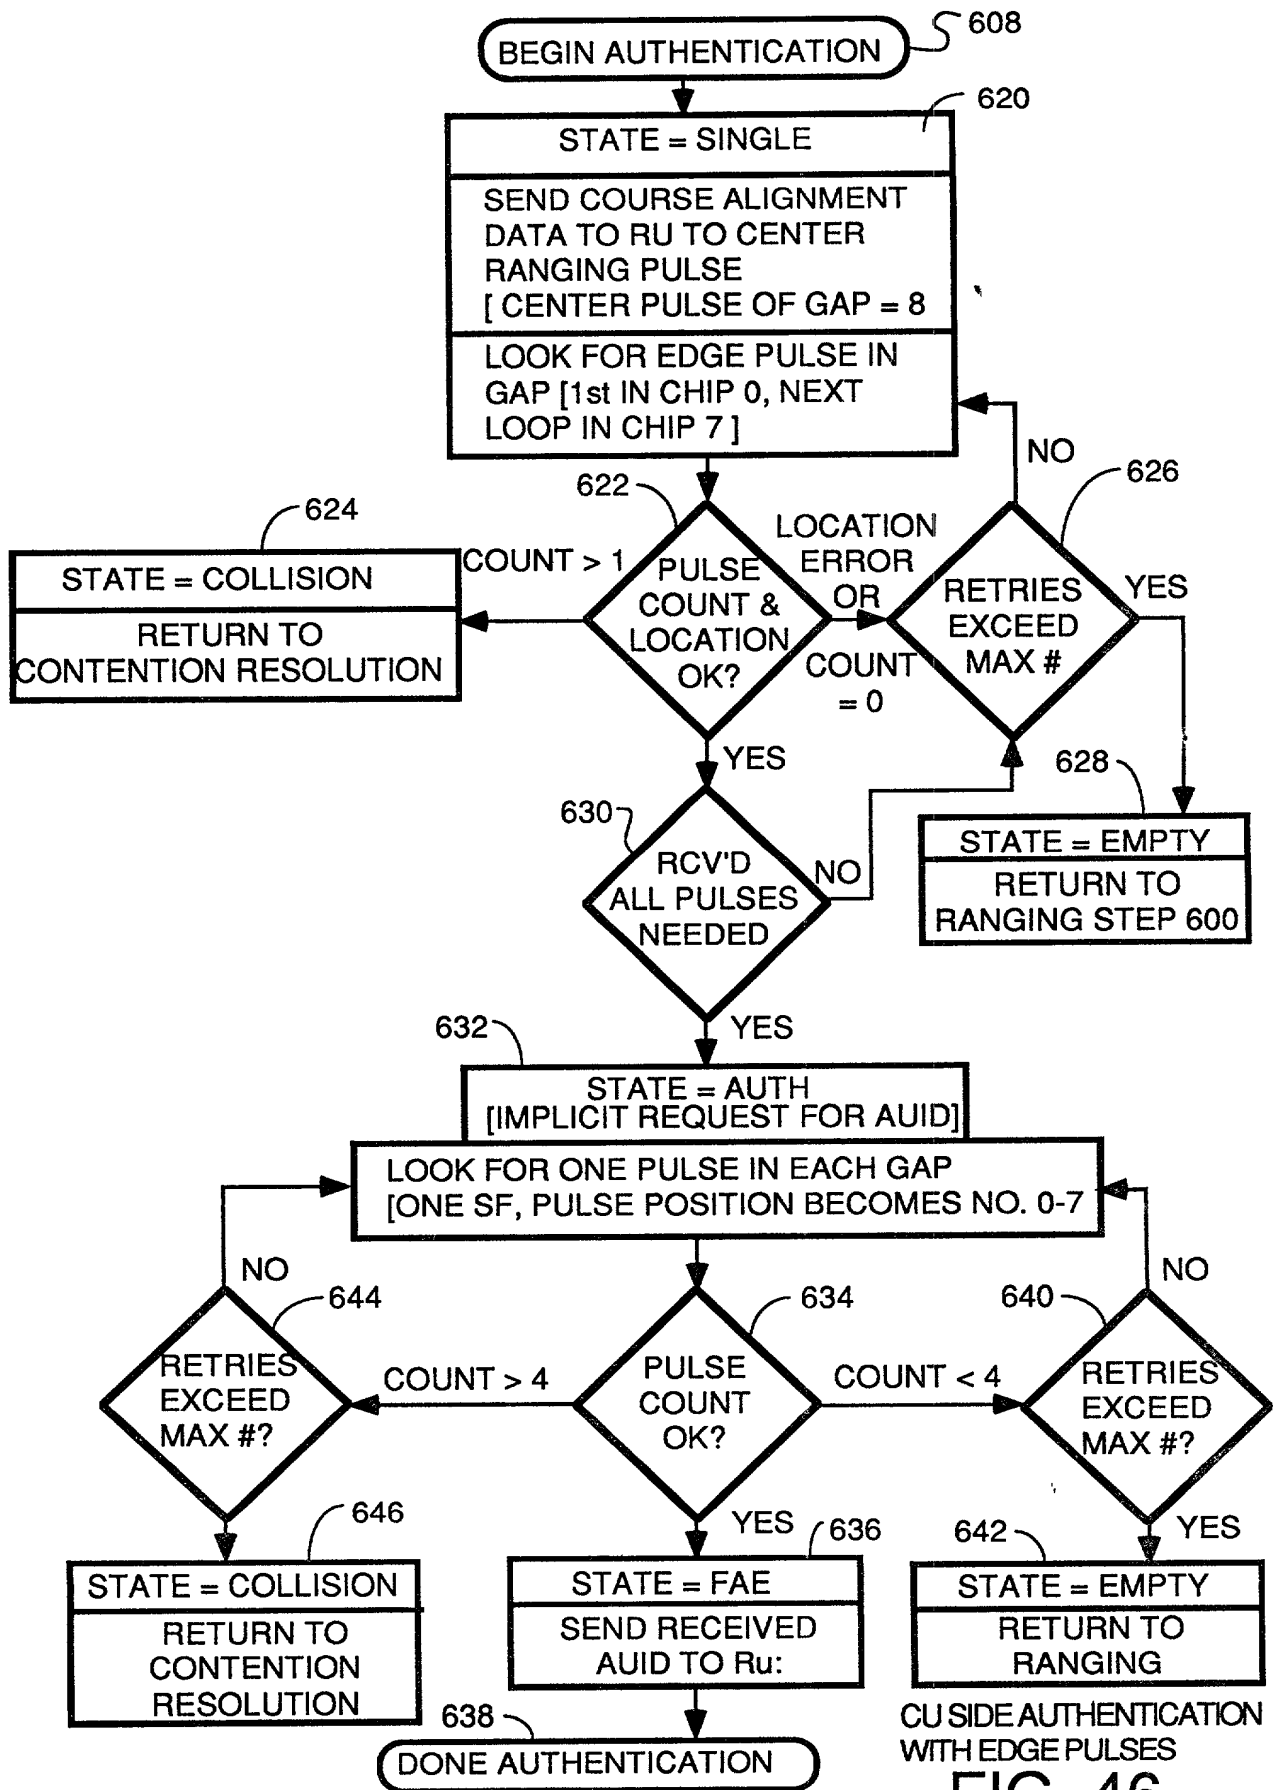 BEGIN AUTHENTICATION
608
620
STATE = SINGLE
SEND COURSE ALIGNMENT
DATA TO RU TO CENTER
RANGING PULSE
[ CENTER PULSE OF GAP = 8
LOOK FOR EDGE PULSE IN
GAP [1st IN CHIP 0, NEXT
LOOP IN CHIP 7 ]
NO
622
626
624
STATE = COLLISION
RETURN TO
CONTENTION RESOLUTION
COUNT > 1
PULSE
COUNT &
LOCATION
OK?
LOCATION
ERROR
OR
COUNT
= 0
RETRIES
EXCEED
MAX #
YES
YES
628
STATE = EMPTY
RETURN TO
RANGING STEP 600
630
RCV'D
ALL PULSES
NEEDED
NO
YES
632
STATE = AUTH
[IMPLICIT REQUEST FOR AUID]
LOOK FOR ONE PULSE IN EACH GAP
[ONE SF, PULSE POSITION BECOMES NO. 0-7
NO
644
RETRIES
EXCEED
MAX #?
COUNT > 4
634
PULSE
COUNT
OK?
COUNT < 4
NO
640
RETRIES
EXCEED
MAX #?
646
STATE = COLLISION
RETURN TO
CONTENTION
RESOLUTION
YES
636
STATE = FAE
SEND RECEIVED
AUID TO Ru:
YES
642
STATE = EMPTY
RETURN TO
RANGING
638
DONE AUTHENTICATION
CU SIDE AUTHENTICATION
WITH EDGE PULSES
FIG. 46